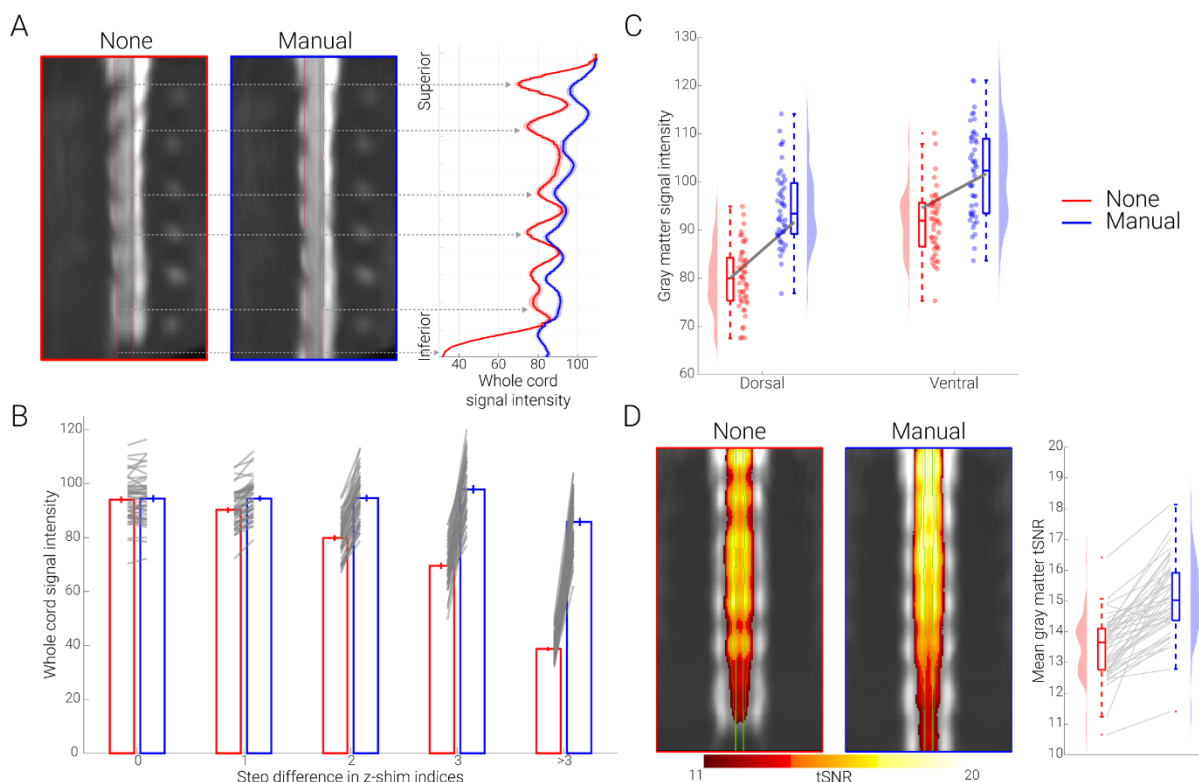 A
None
Manual
Superior
Inferior
40 60 80 100
Whole cord
signal intensity
B
Whole cord signal intensity
120
100
80
60
40
20
0
0 1 2 3 >3
Step difference in z-shim indices
C
Gray matter signal intensity
130
120
110
100
90
80
70
60
Dorsal Ventral
None
Manual
D
None
Manual
11 tSNR 20
Mean gray matter tSNR
20
19
18
17
16
15
14
13
12
11
10